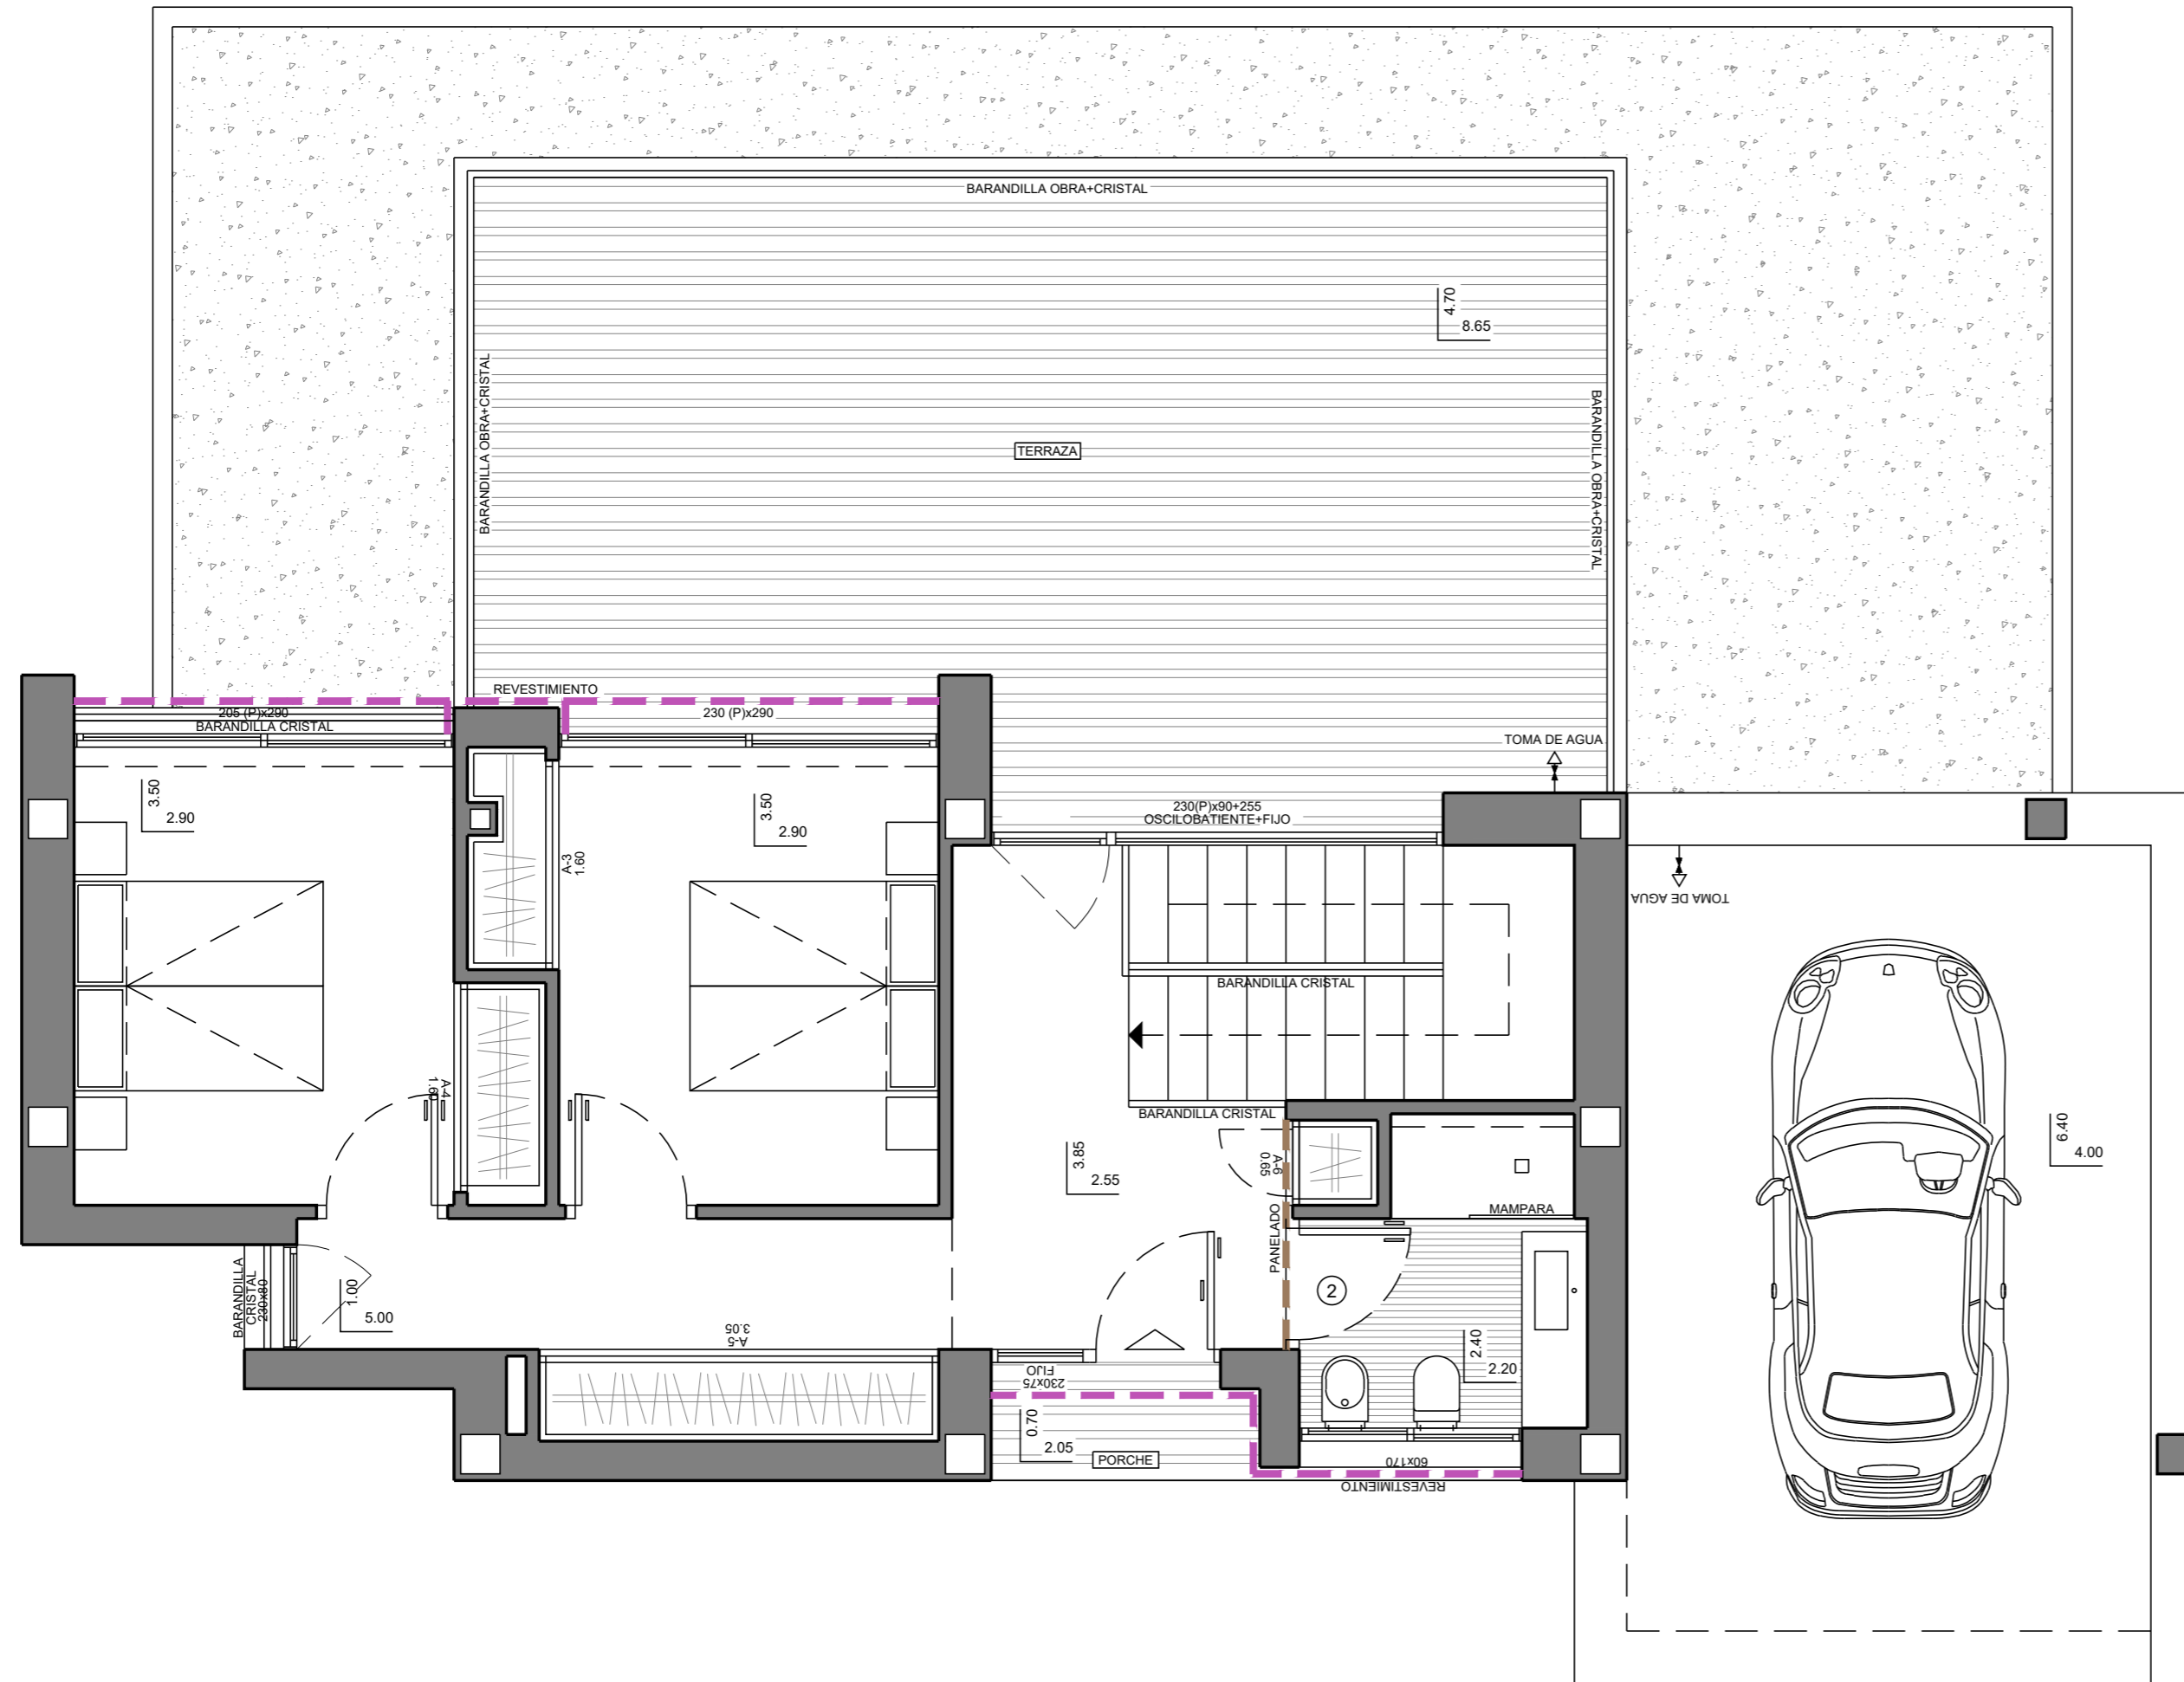 BARANDILLA OBRA+CRISTAL
4.70
8.65
BARANDILLA OBRA+CRISTAL
BARANDILLA OBRA+CRISTAL
TERRAZA
REVESTIMIENTO
205 (P)x290
BARANDILLA CRISTAL
230 (P)x290
TOMA DE AGUA
3.50
2.90
3.50
2.90
230(P)x90+255
OSCILOBATIENTE+FIJO
A-3
1.60
TOMA DE AGUA
BARANDILLA CRISTAL
A-4
1.60
BARANDILLA CRISTAL
3.85
2.55
A-6
0.65
6.40
4.00
MAMPARA
PANELADO
BARANDILLA
CRISTAL
230x80
1.00
5.00
2
A-5
3.05
2.40
2.20
230x75
FIJO
0.70
2.05
PORCHE
60x170
REVESTIMIENTO